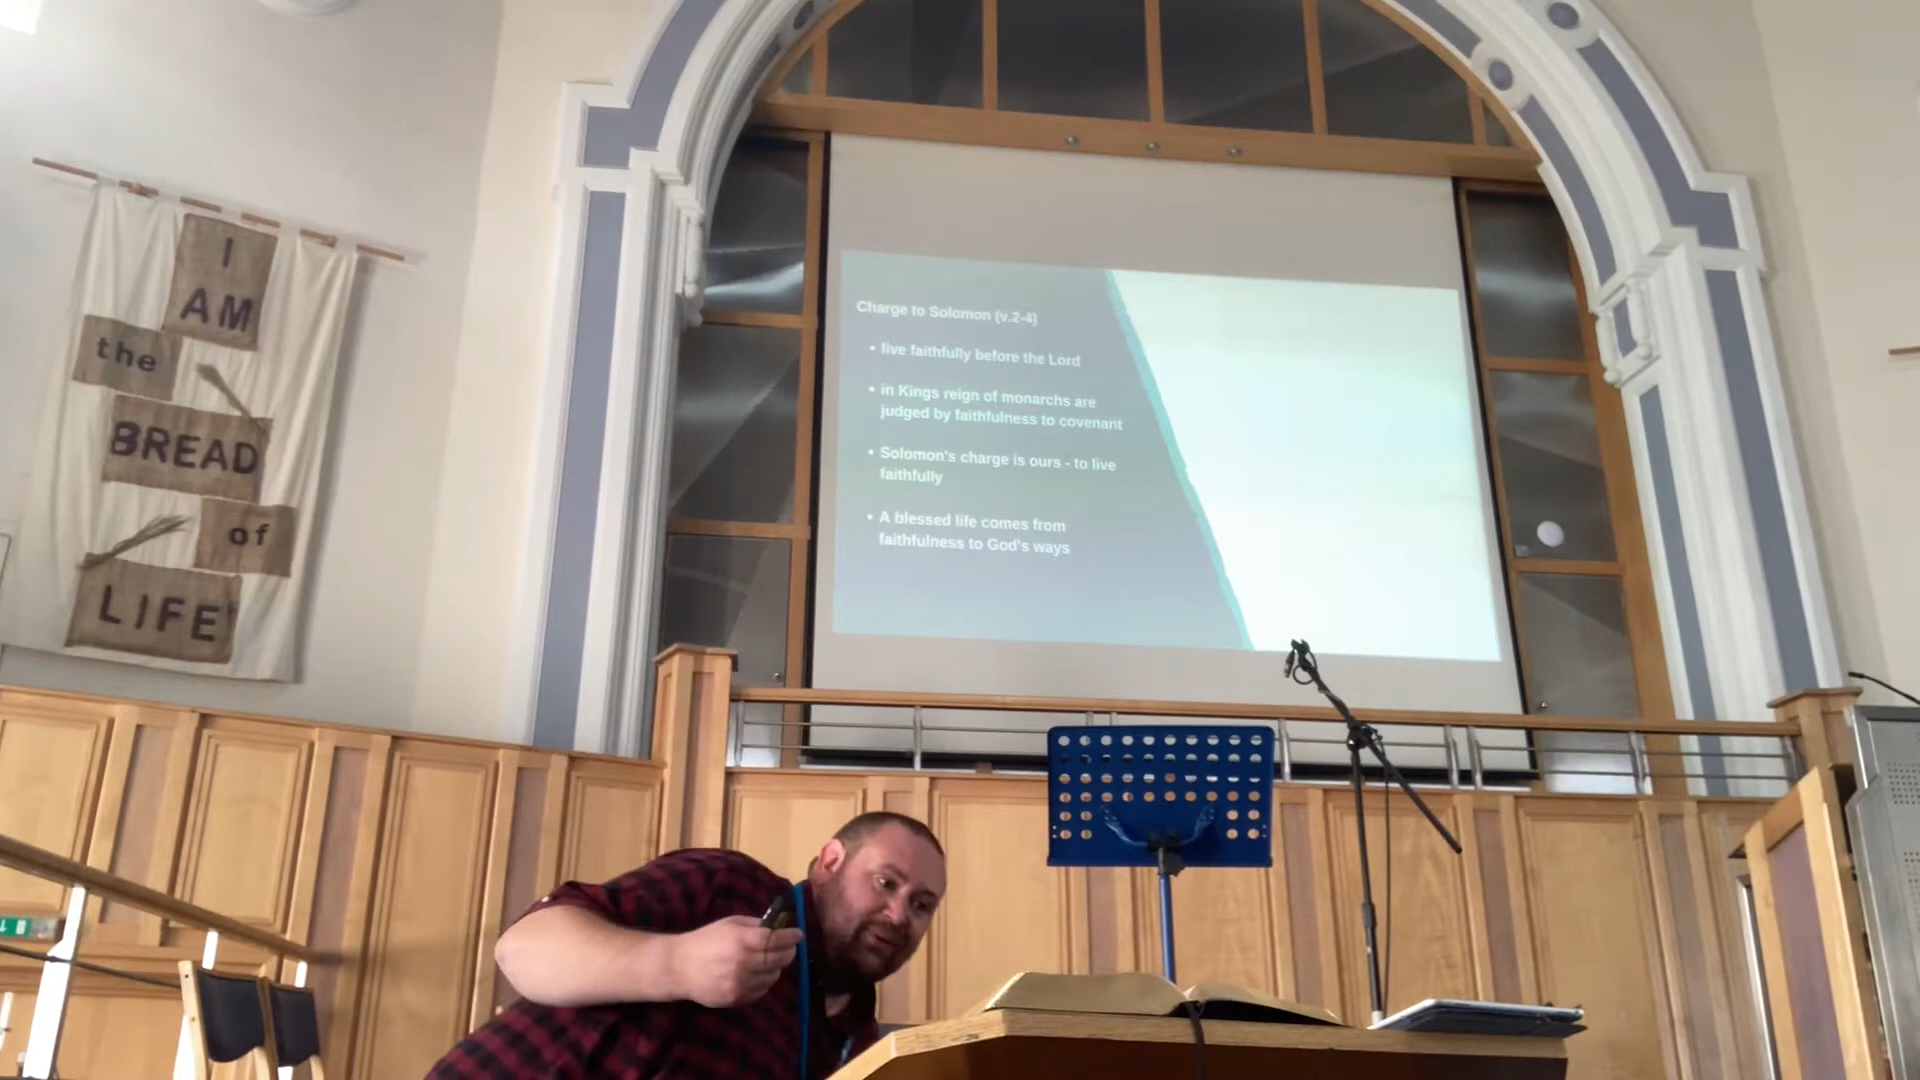 I
AM
the
BREAD
of
LIFE
Charge to Solomon (v.2-4)
• live faithfully before the Lord
• in Kings reign of monarchs are
judged by faithfulness to covenant
• Solomon's charge is ours - to live
faithfully
• A blessed life comes from
faithfulness to God's ways